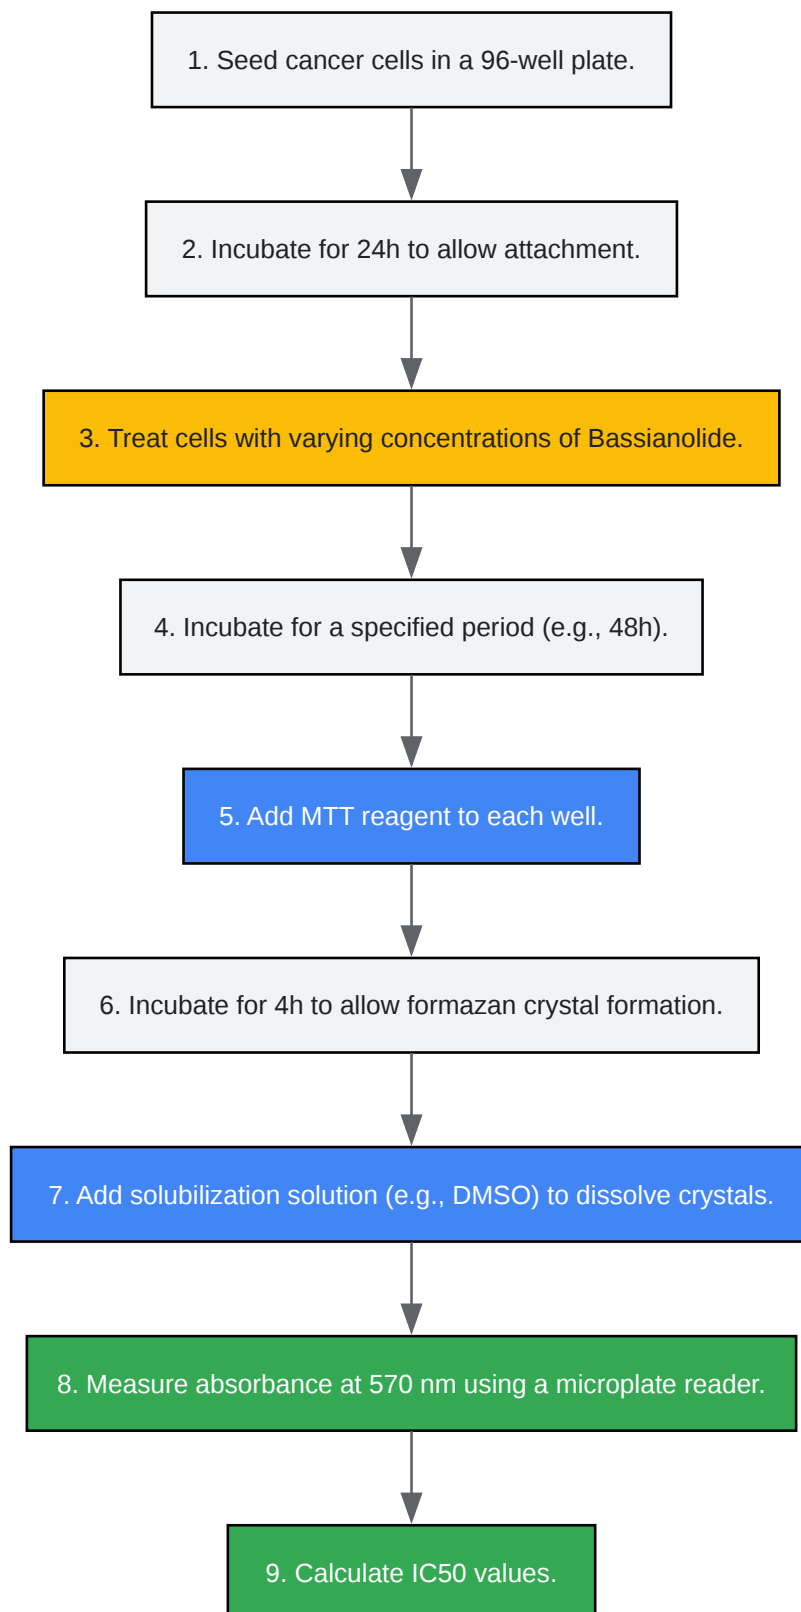 1. Seed cancer cells in a 96-well plate.
2. Incubate for 24h to allow attachment.
3. Treat cells with varying concentrations of Bassianolide.
4. Incubate for a specified period (e.g., 48h).
5. Add MTT reagent to each well.
6. Incubate for 4h to allow formazan crystal formation.
7. Add solubilization solution (e.g., DMSO) to dissolve crystals.
8. Measure absorbance at 570 nm using a microplate reader.
9. Calculate IC50 values.